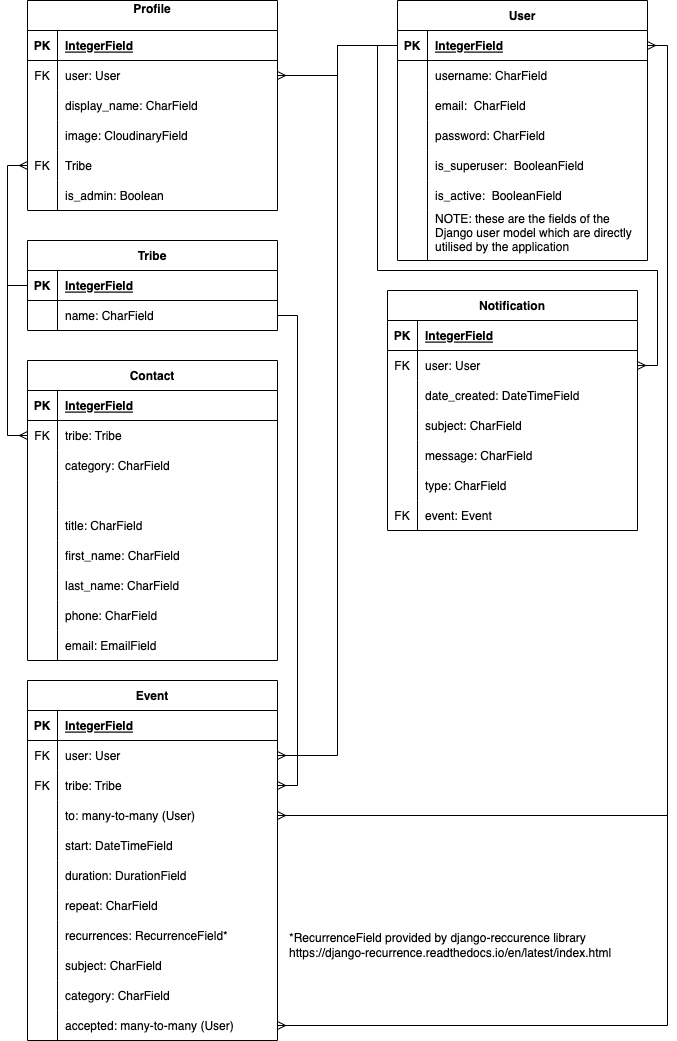 Profile
PK IntegerField
FK user: User
display_name: CharField
image: CloudinaryField
FK Tribe
is_admin: Boolean
User
PK IntegerField
username: CharField
email:  CharField
password: CharField
is_superuser:  BooleanField
is_active:  BooleanField
NOTE: these are the fields of the
Django user model which are directly
utilised by the application
Tribe
PK IntegerField
name: CharField
Notification
PK IntegerField
FK user: User
date_created: DateTimeField
subject: CharField
message: CharField
type: CharField
FK event: Event
Contact
PK IntegerField
FK tribe: Tribe
category: CharField
title: CharField
first_name: CharField
last_name: CharField
phone: CharField
email: EmailField
Event
PK IntegerField
FK user: User
FK tribe: Tribe
to: many-to-many (User)
start: DateTimeField
duration: DurationField
repeat: CharField
recurrences: RecurrenceField*
subject: CharField
category: CharField
accepted: many-to-many (User)
*RecurrenceField provided by django-reccurence library
https://django-recurrence.readthedocs.io/en/latest/index.html